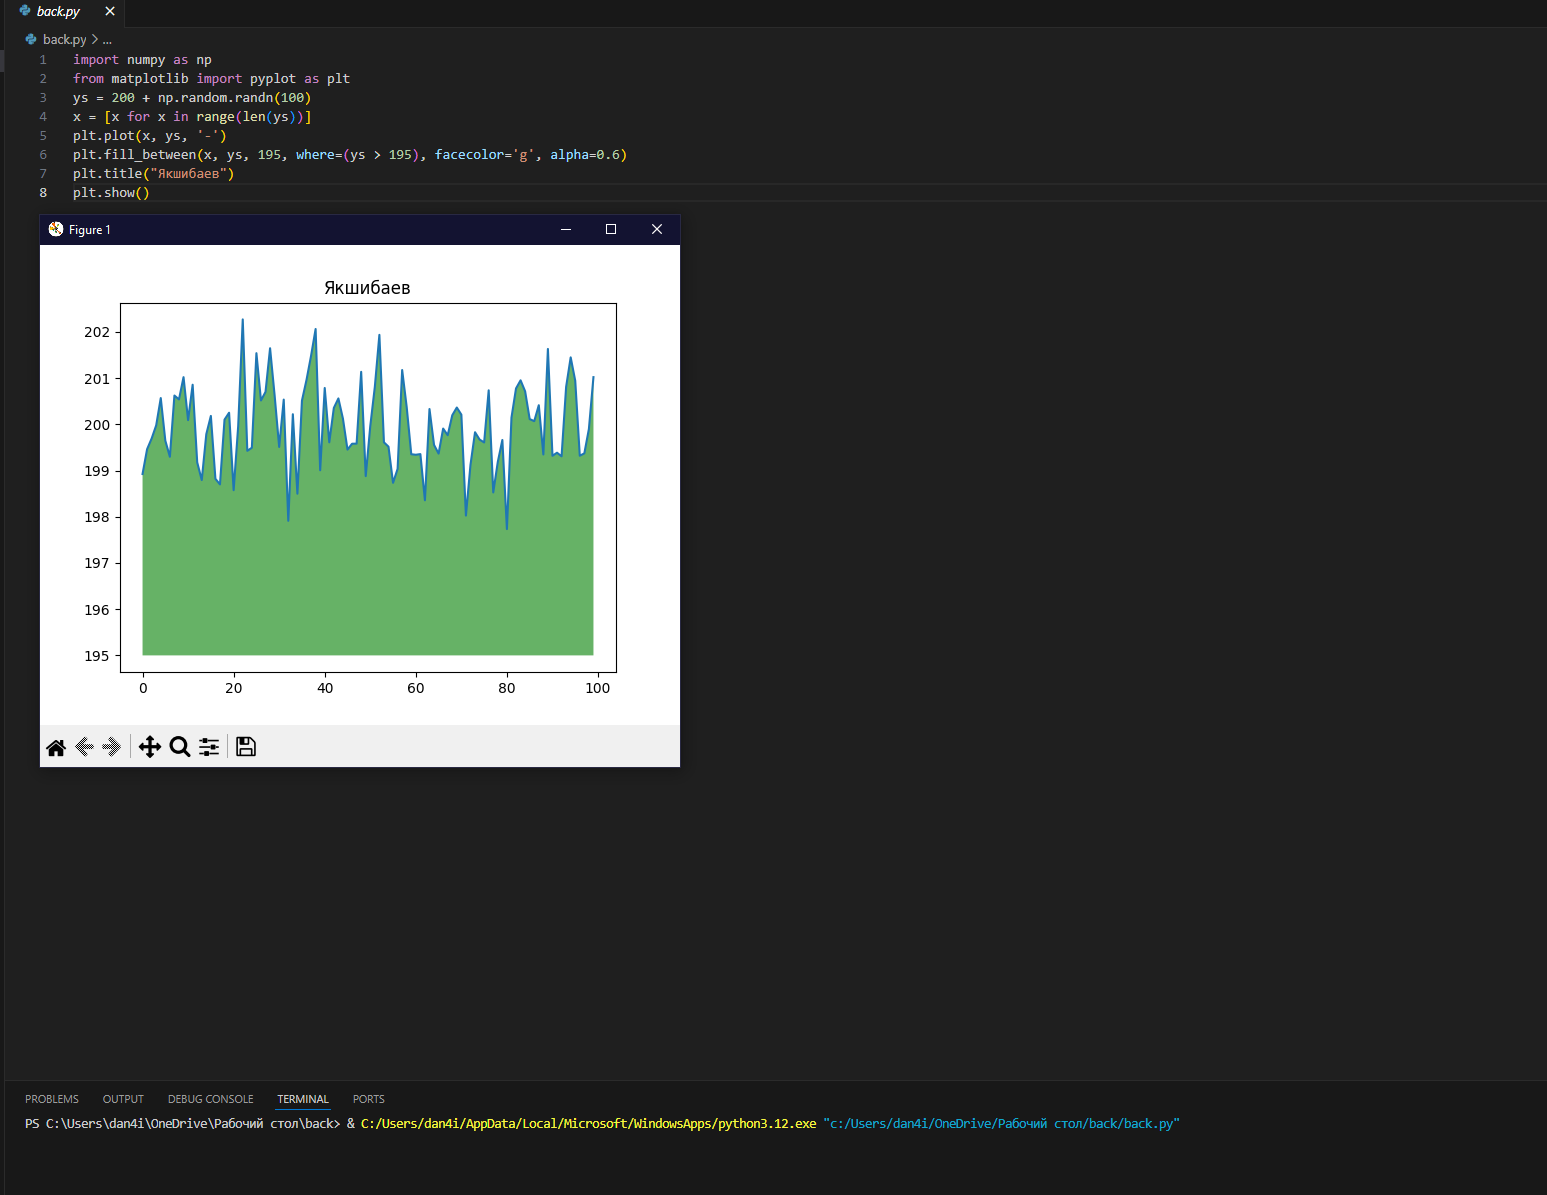 back.py
back.py > ...
1 import numpy as np
2 from matplotlib import pyplot as plt
3 ys = 200 + np.random.randn(100)
4 x = [x for x in range(len(ys))]
5 plt.plot(x, ys, '-')
6 plt.fill_between(x, ys, 195, where=(ys > 195), facecolor='g', alpha=0.6)
7 plt.title("Якшибаев")
8 plt.show()
Figure 1
Якшибаев
202
201
200
199
198
197
196
195
0 20 40 60 80 100
PROBLEMS OUTPUT DEBUG CONSOLE TERMINAL PORTS
PS C:\Users\dan4i\OneDrive\Рабочий стол\back> & C:/Users/dan4i/AppData/Local/Microsoft/WindowsApps/python3.12.exe "c:/Users/dan4i/OneDrive/Рабочий стол/back/back.py"